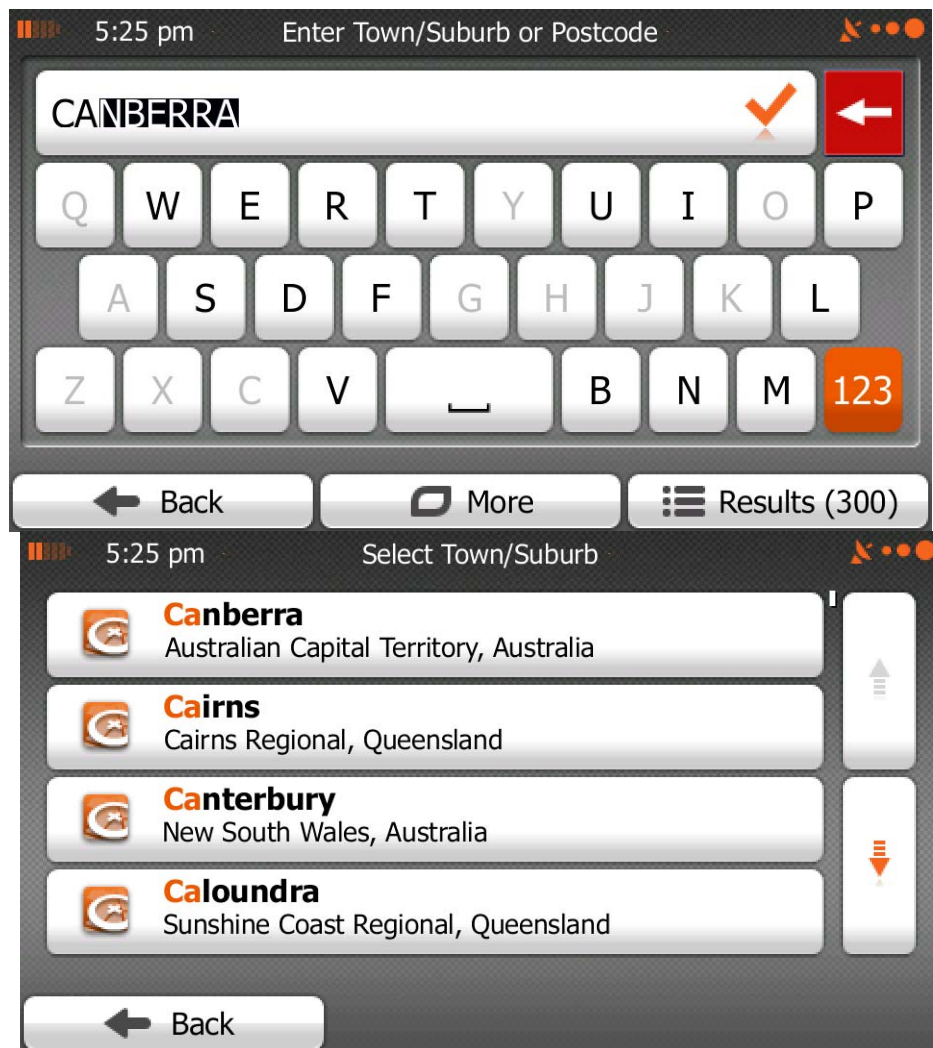 5:25 pm Enter Town/Suburb or Postcode
CANBERRA
Q W E R T Y U I O P
A S D F G H J K L
Z X C V B N M 123
Back More Results (300)
5:25 pm Select Town/Suburb
Canberra
Australian Capital Territory, Australia
Cairns
Cairns Regional, Queensland
Canterbury
New South Wales, Australia
Caloundra
Sunshine Coast Regional, Queensland
Back